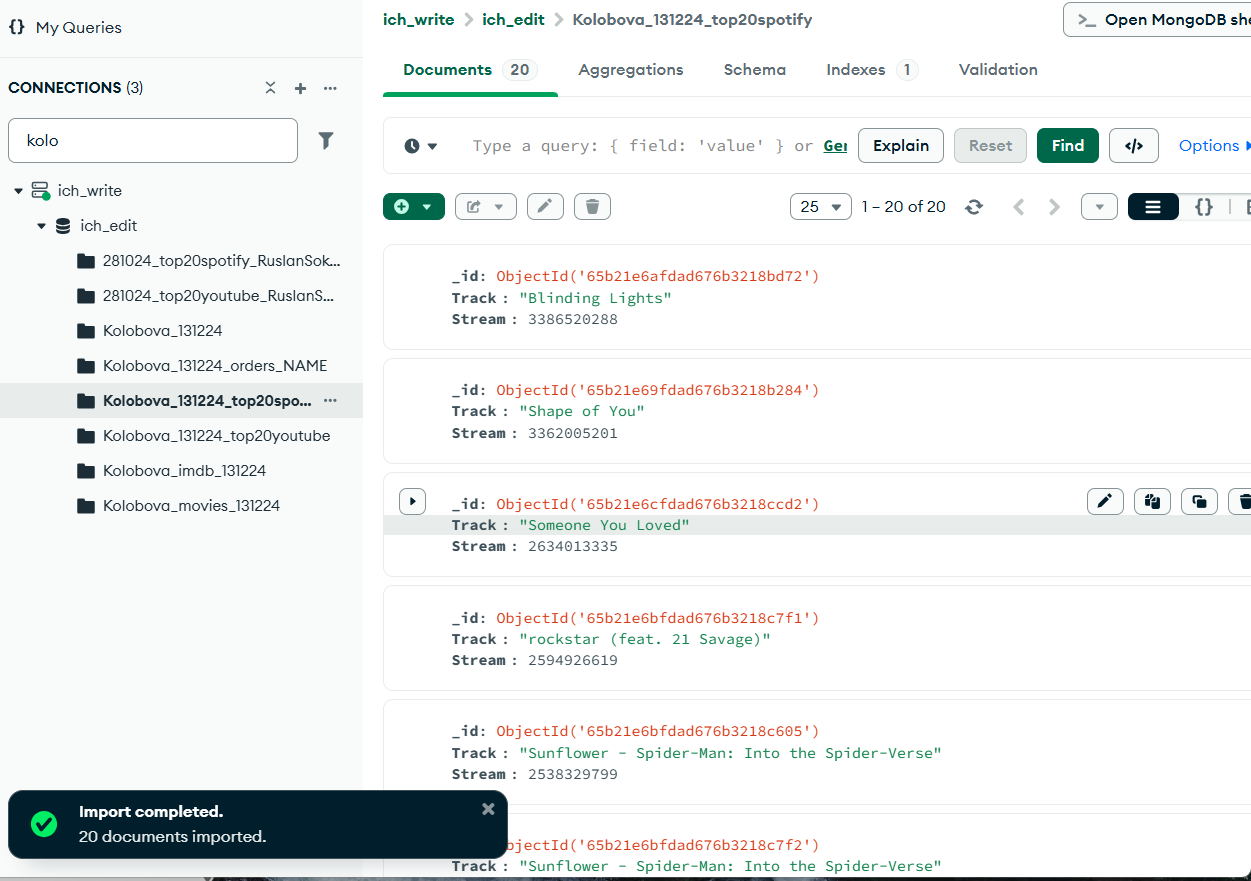 {} My Queries
CONNECTIONS (3)
kolo
ich_write
ich_edit
281024_top20spotify_RuslanSok...
281024_top20youtube_RuslanS...
Kolobova_131224
Kolobova_131224_orders_NAME
Kolobova_131224_top20spo...
Kolobova_131224_top20youtube
Kolobova_imdb_131224
Kolobova_movies_131224
ich_write > ich_edit > Kolobova_131224_top20spotify
>_ Open MongoDB she
Documents 20 Aggregations Schema Indexes 1 Validation
Type a query: { field: 'value' } or Ger Explain Reset Find </> Options
25 1 – 20 of 20 {}
_id: ObjectId('65b21e6afdad676b3218bd72')
Track : "Blinding Lights"
Stream : 3386520288
_id: ObjectId('65b21e69fdad676b3218b284')
Track : "Shape of You"
Stream : 3362005201
_id: ObjectId('65b21e6cfdad676b3218ccd2')
Track : "Someone You Loved"
Stream : 2634013335
_id: ObjectId('65b21e6bfdad676b3218c7f1')
Track : "rockstar (feat. 21 Savage)"
Stream : 2594926619
_id: ObjectId('65b21e6bfdad676b3218c605')
Track : "Sunflower - Spider-Man: Into the Spider-Verse"
Stream : 2538329799
bjectId('65b21e6bfdad676b3218c7f2')
Track : "Sunflower - Spider-Man: Into the Spider-Verse"
Import completed.
20 documents imported.